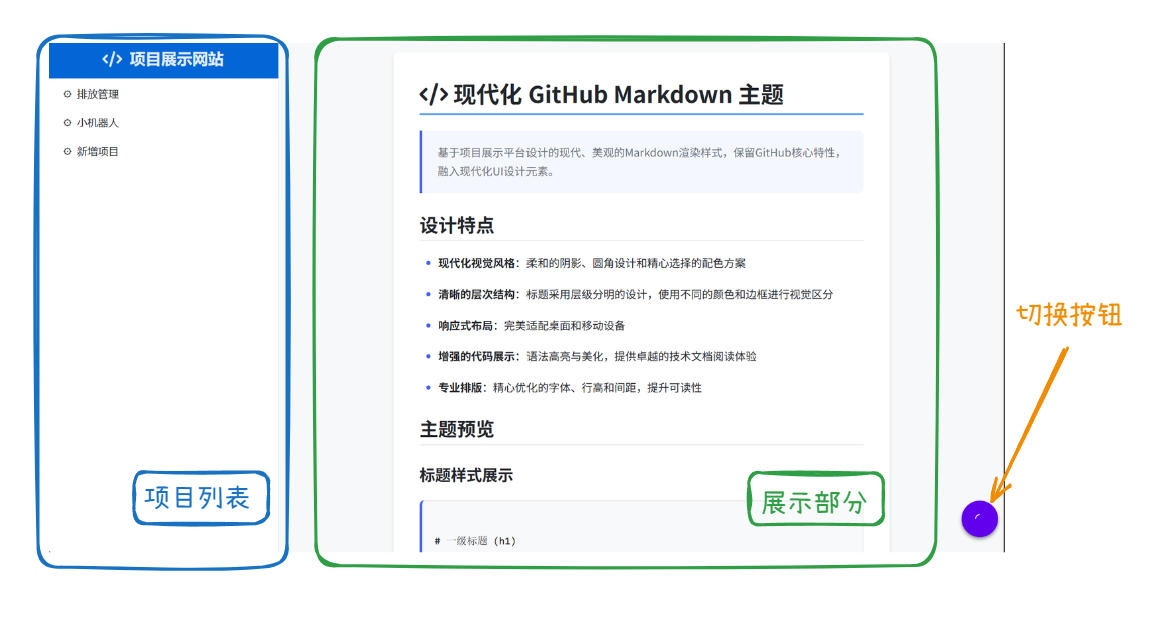 </> 项目展示网站
排放管理
小机器人
新增项目
项目列表
</> 现代化 GitHub Markdown 主题
基于项目展示平台设计的现代、美观的Markdown渲染样式，保留GitHub核心特性，
融入现代化UI设计元素。
设计特点
现代化视觉风格：柔和的阴影、圆角设计和精心选择的配色方案
清晰的层次结构：标题采用层级分明的设计，使用不同的颜色和边框进行视觉区分
响应式布局：完美适配桌面和移动设备
增强的代码展示：语法高亮与美化，提供卓越的技术文档阅读体验
专业排版：精心优化的字体、行高和间距，提升可读性
主题预览
标题样式展示
# 一级标题 (h1)
展示部分
切换按钮